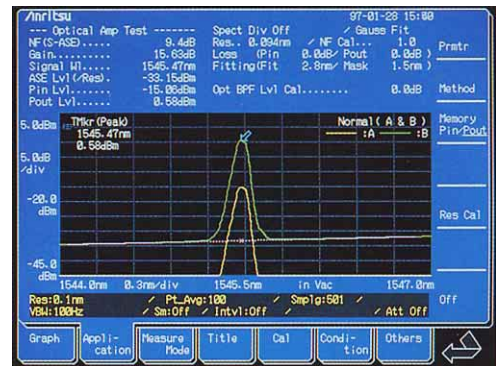 Anritsu 97-01-28 15:00
--- Optical Amp Test ------- Spect Div Off / Gauss Fit
NF(S-ASE)..... 9.4dB Res.. 0.094nm / NF Cal... 1.0
Gain......... 15.63dB Loss (Pin 0.0dB/ Pout 0.0dB ) Prmtr
Signal Wl.... 1545.47nm Fitting(Fit 2.8nm/ Mask 1.5nm )
ASE Lvl(/Res). -33.15dBm
Pin Lvl...... -15.06dBm Opt BPF Lvl Cal......... 0.0dB Method
Pout Lvl..... 0.58dBm
Memory
Pin/Pout
5.0dBm TMkr(Peak) Normal( A & B )
1545.47nm :A :B
0.58dBm
5.0dB
/div
-20.0
dBm
Res Cal
-45.0
dBm
1544.0nm 0.3nm/div 1545.5nm in Vac 1547.0nm
Res:0.1nm / Pt_Avg:100 / Smplg:501 / Off
VBW:100Hz / Sm:Off / Intvl:Off / / Att Off
Graph Appli-cation Measure Mode Title Cal Condi-tion Others